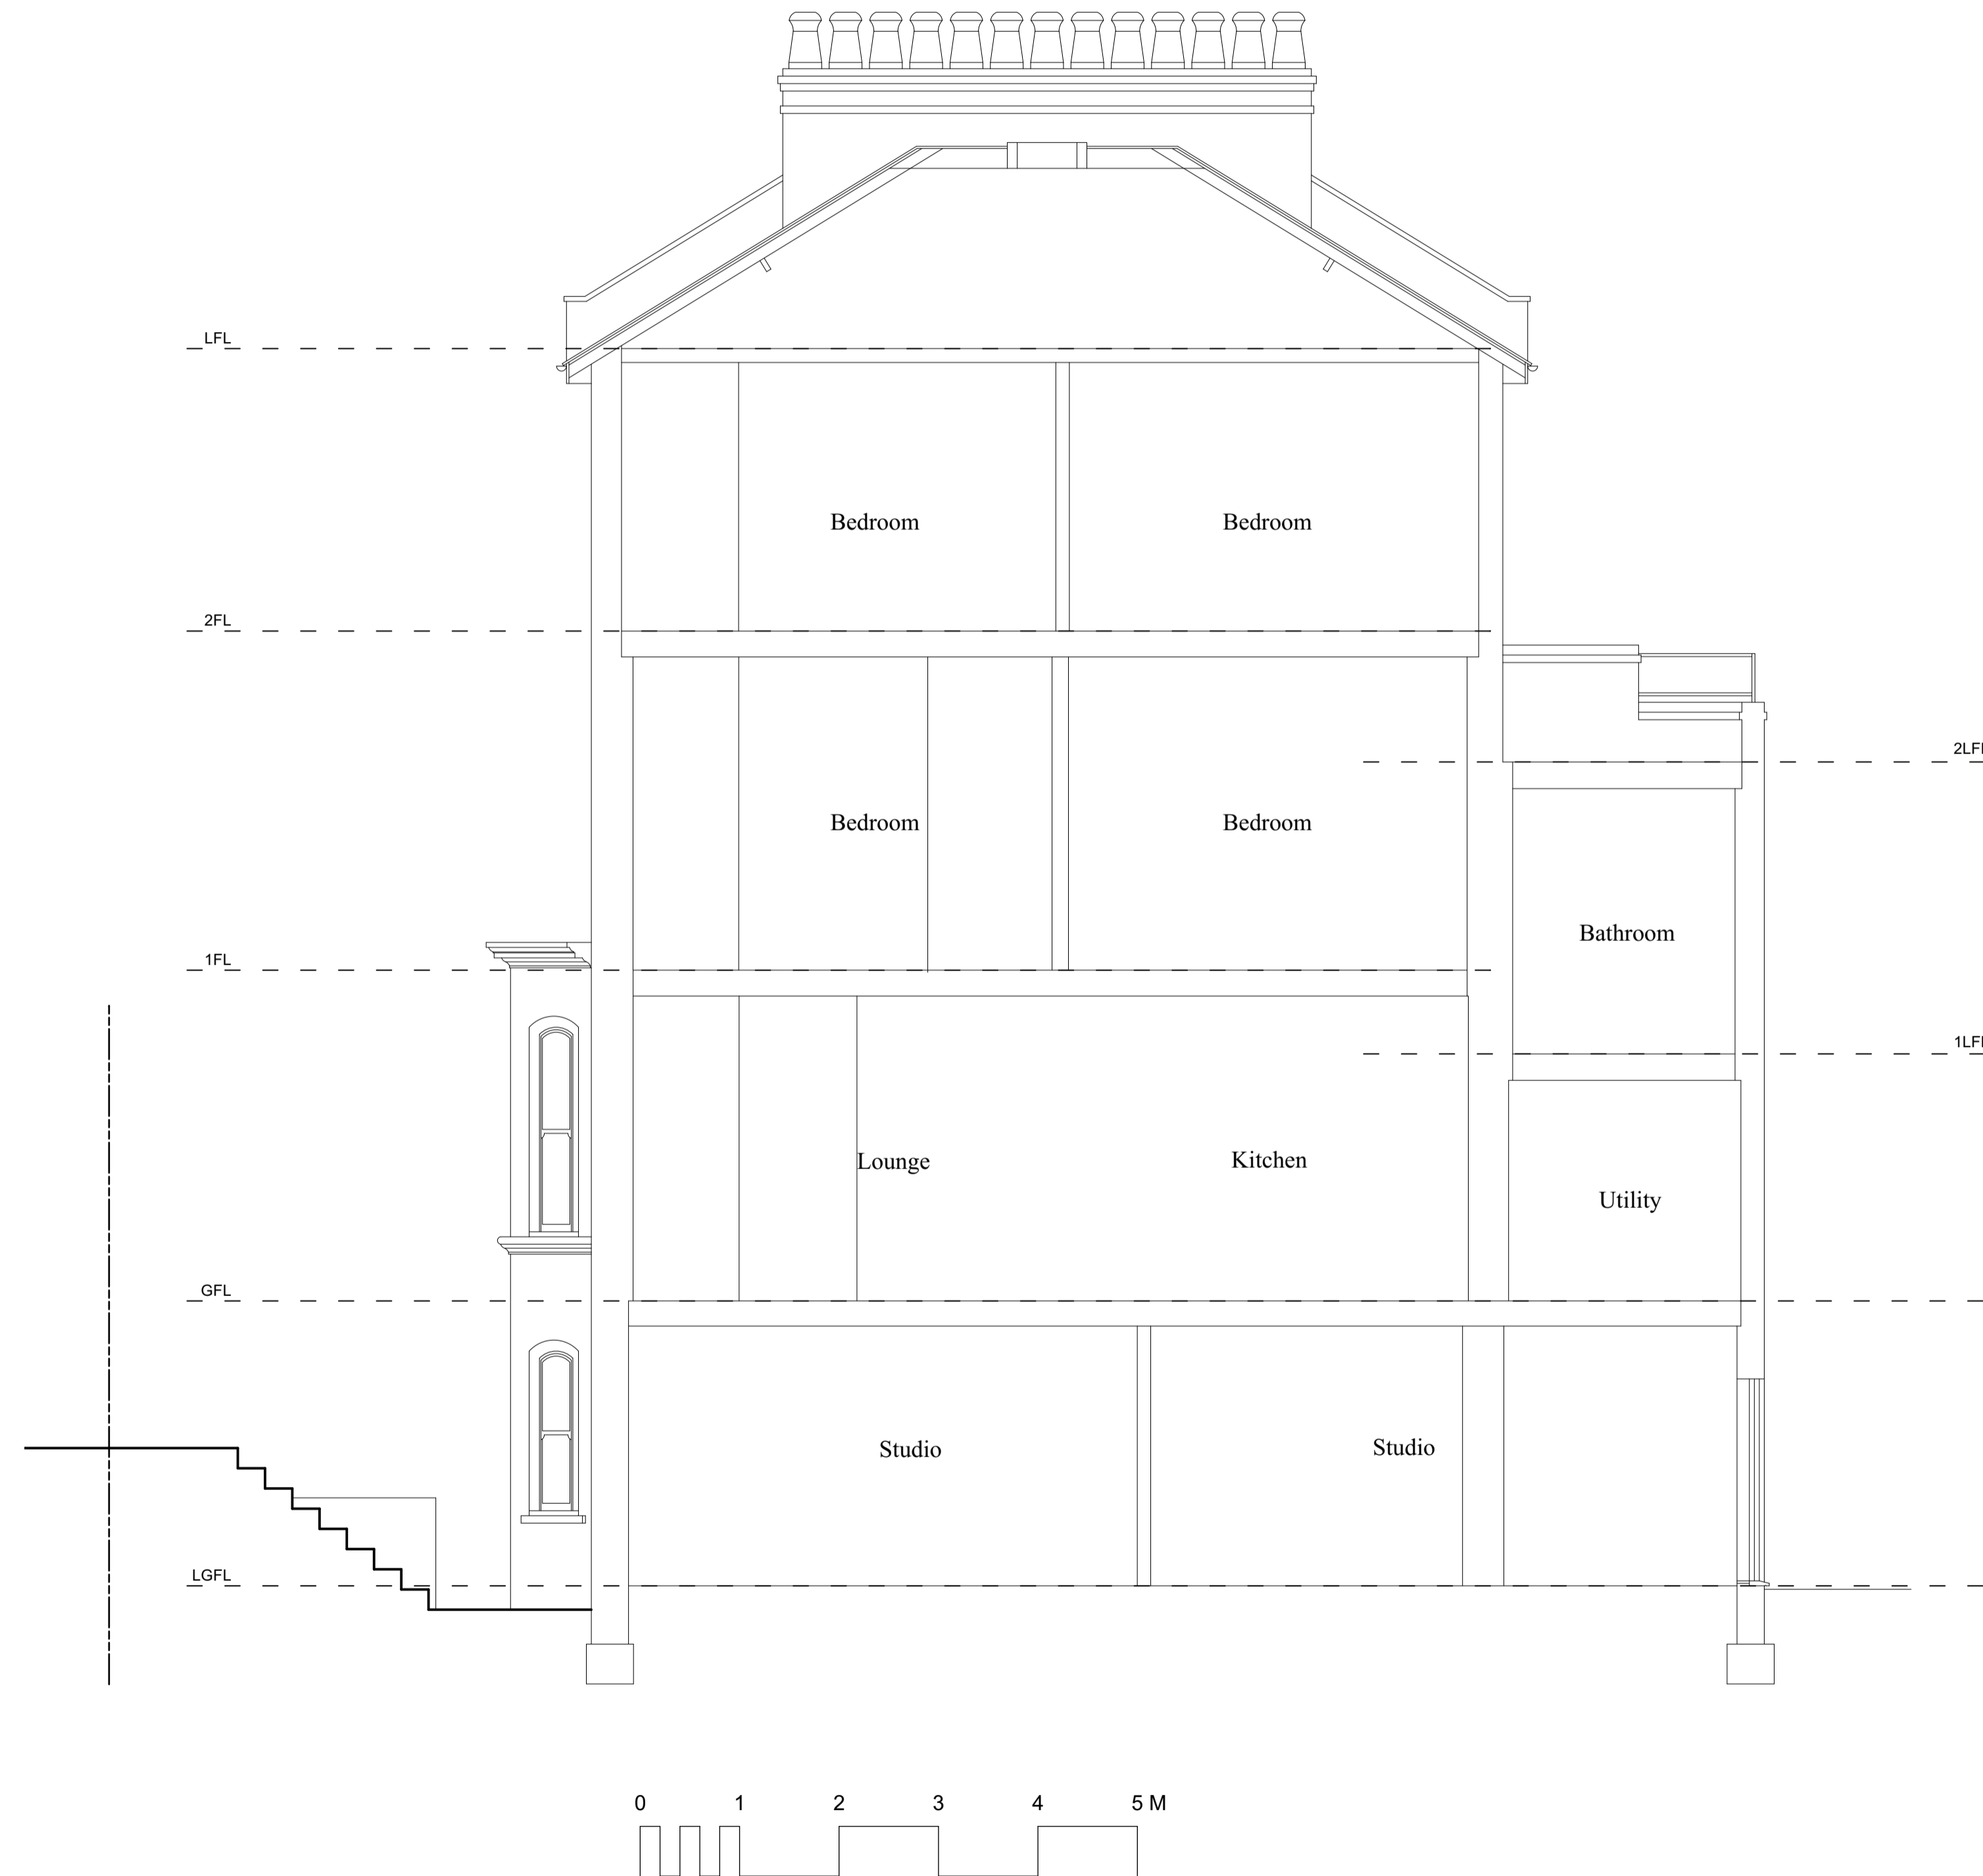 LFL
Bedroom Bedroom
2FL
2LFL
Bedroom Bedroom
Bathroom
1FL
1LFL
Lounge Kitchen
Utility
GFL
Studio Studio
LGFL
0 1 2 3 4 5 M